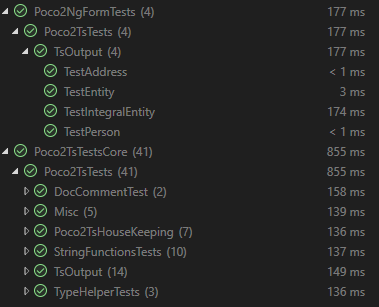 Poco2NgFormTests (4) 177 ms
Poco2TsTests (4) 177 ms
TsOutput (4) 177 ms
TestAddress < 1 ms
TestEntity 3 ms
TestIntegralEntity 174 ms
TestPerson < 1 ms
Poco2TsTestsCore (41) 855 ms
Poco2TsTests (41) 855 ms
DocCommentTest (2) 158 ms
Misc (5) 139 ms
Poco2TsHouseKeeping (7) 136 ms
StringFunctionsTests (10) 137 ms
TsOutput (14) 149 ms
TypeHelperTests (3) 136 ms